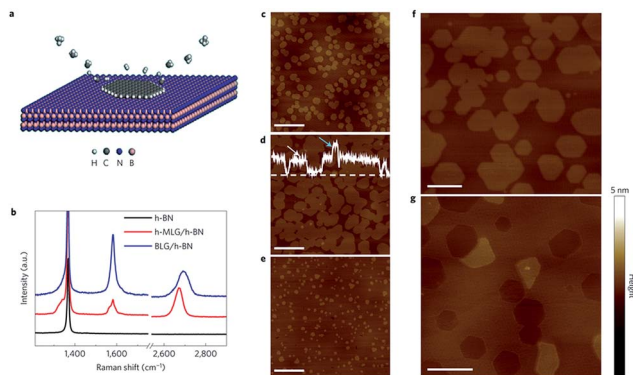 a
H C N B
b
h-BN
h-MLG/h-BN
BLG/h-BN
Intensity (a.u.)
1,400 1,600 2,600 2,800
Raman shift (cm⁻¹)
c
d
e
f
g
5 nm
Height